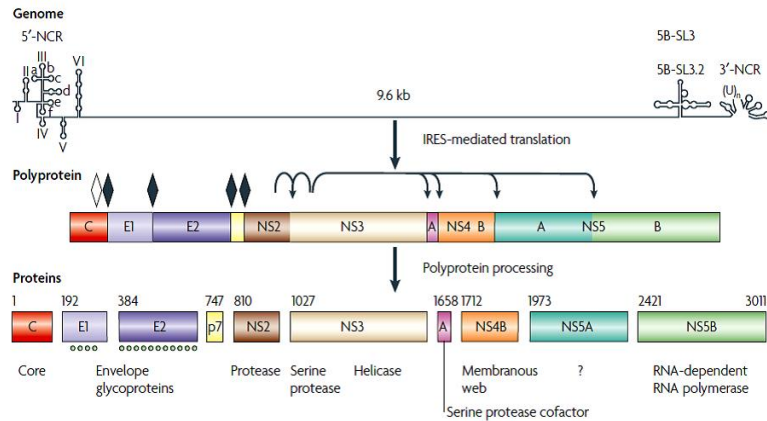 Genome
5′-NCR
5B-SL3
III
VI
II a b
c
d
e
f
I
IV
V
5B-SL3.2
3′-NCR
(U)n
9.6 kb
IRES-mediated translation
Polyprotein
C E1 E2 NS2 NS3 A NS4 B A NS5 B
Polyprotein processing
Proteins
1 192 384 747 810 1027 1658 1712 1973 2421 3011
C E1 E2 p7 NS2 NS3 A NS4B NS5A NS5B
Core Envelope Protease Serine Helicase Membranous ? RNA-dependent
glycoproteins protease web RNA polymerase
Serine protease cofactor